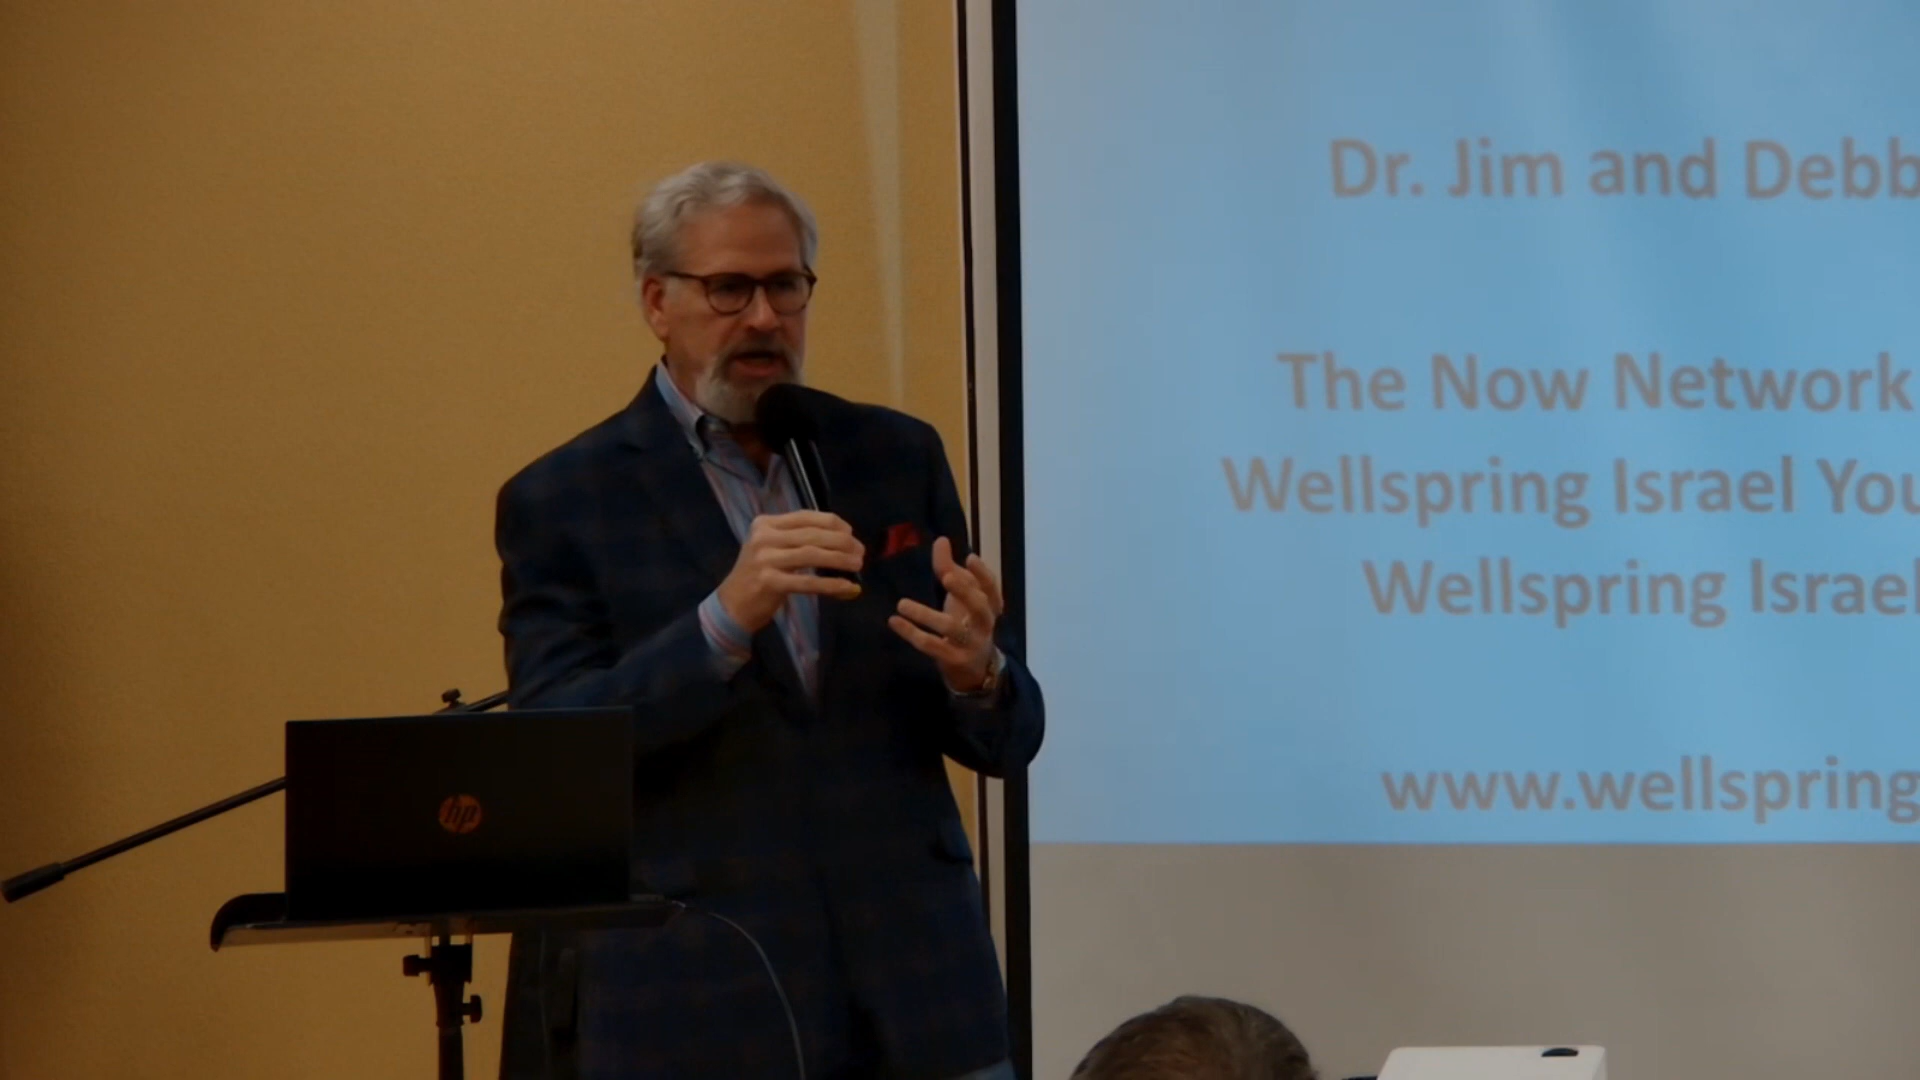 Dr. Jim and Debb
The Now Network
Wellspring Israel You
Wellspring Israel
www.wellspring
hp